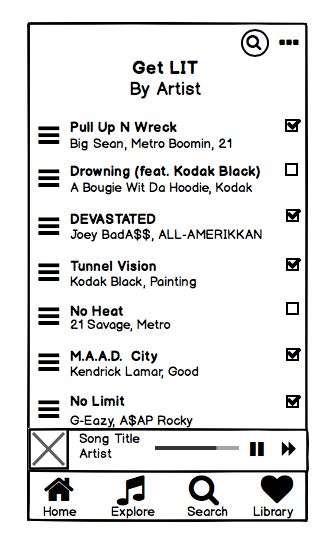 Get LIT
By Artist
Pull Up N Wreck
Big Sean, Metro Boomin, 21
Drowning (feat. Kodak Black)
A Bougie Wit Da Hoodie, Kodak
DEVASTATED
Joey BadA$$, ALL-AMERIKKAN
Tunnel Vision
Kodak Black, Painting
No Heat
21 Savage, Metro
M.A.A.D. City
Kendrick Lamar, Good
No Limit
G-Eazy, A$AP Rocky
Song Title
Artist
Home Explore Search Library